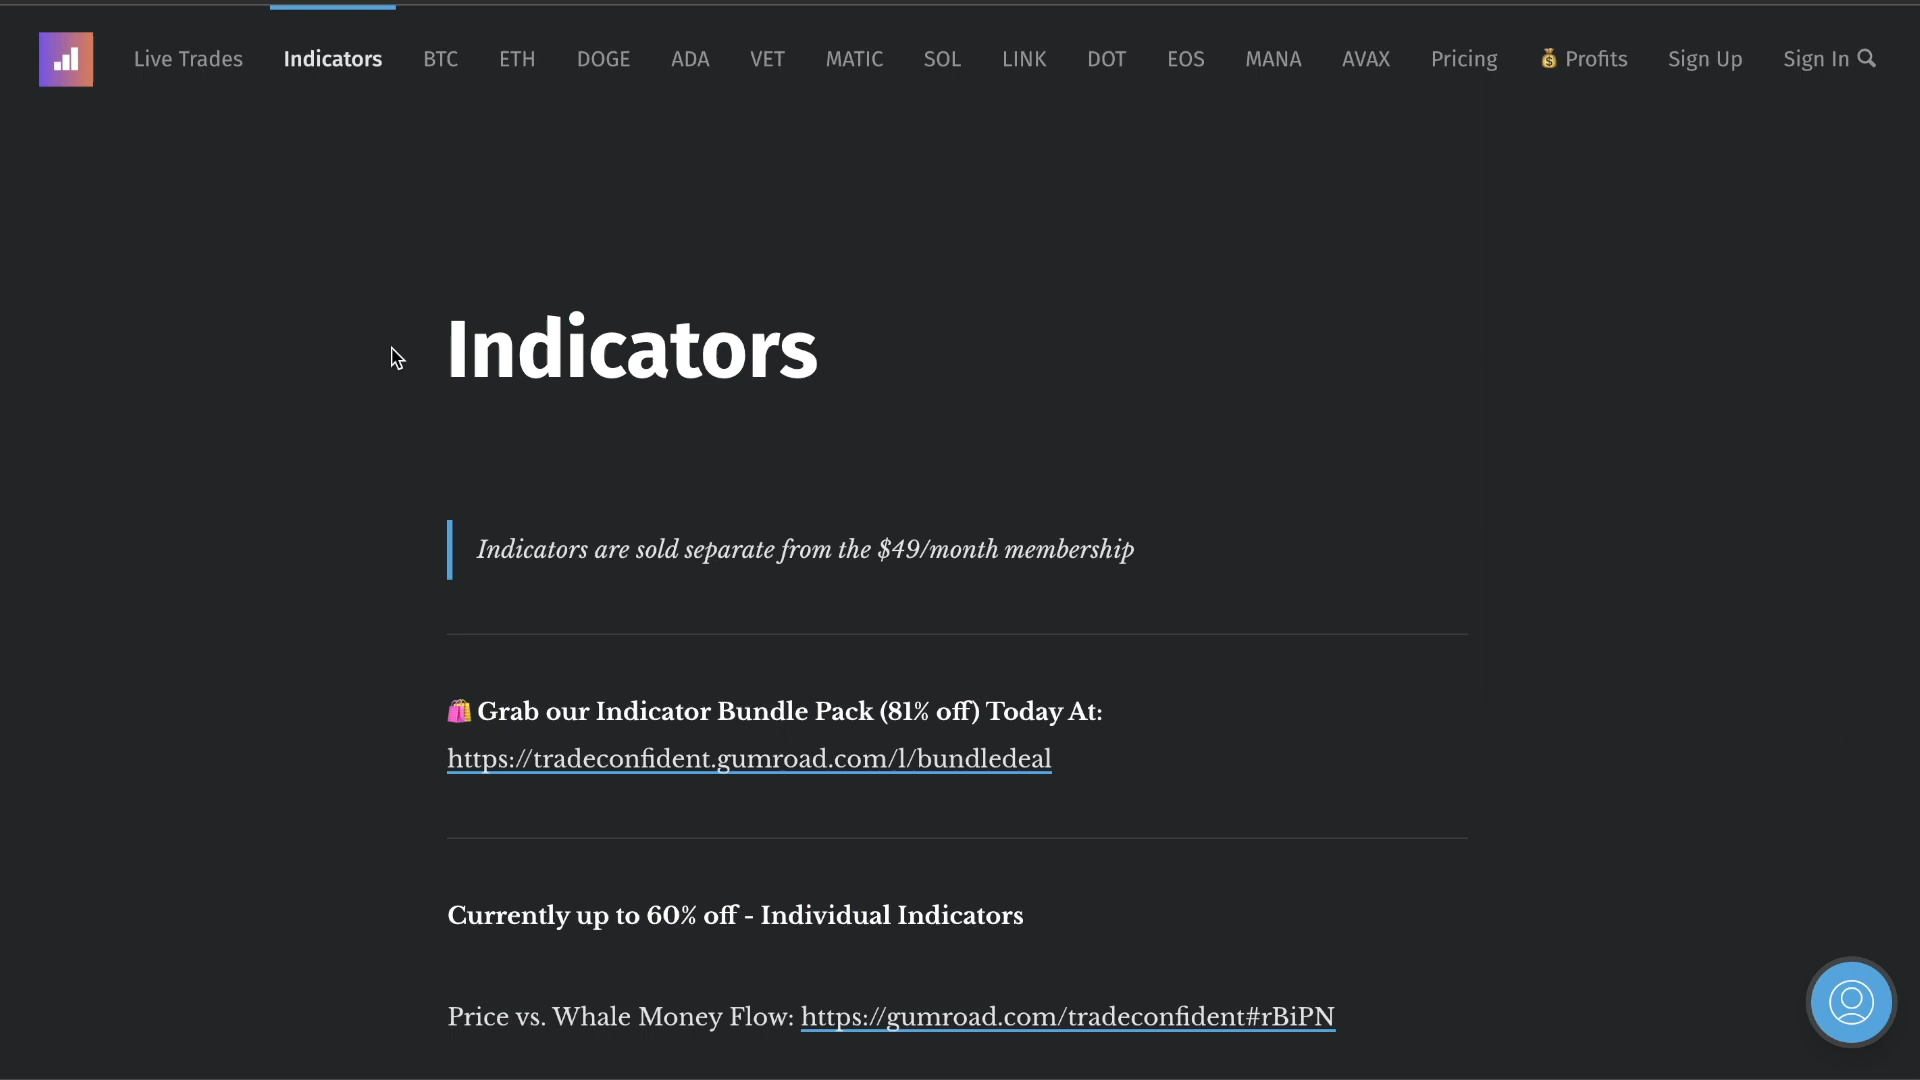 Live Trades Indicators BTC ETH DOGE ADA VET MATIC SOL LINK DOT EOS MANA AVAX Pricing 💰 Profits Sign Up Sign In
Indicators
Indicators are sold separate from the $49/month membership
🛍️ Grab our Indicator Bundle Pack (81% off) Today At:
https://tradeconfident.gumroad.com/l/bundledeal
Currently up to 60% off - Individual Indicators
Price vs. Whale Money Flow: https://gumroad.com/tradeconfident#rBiPN